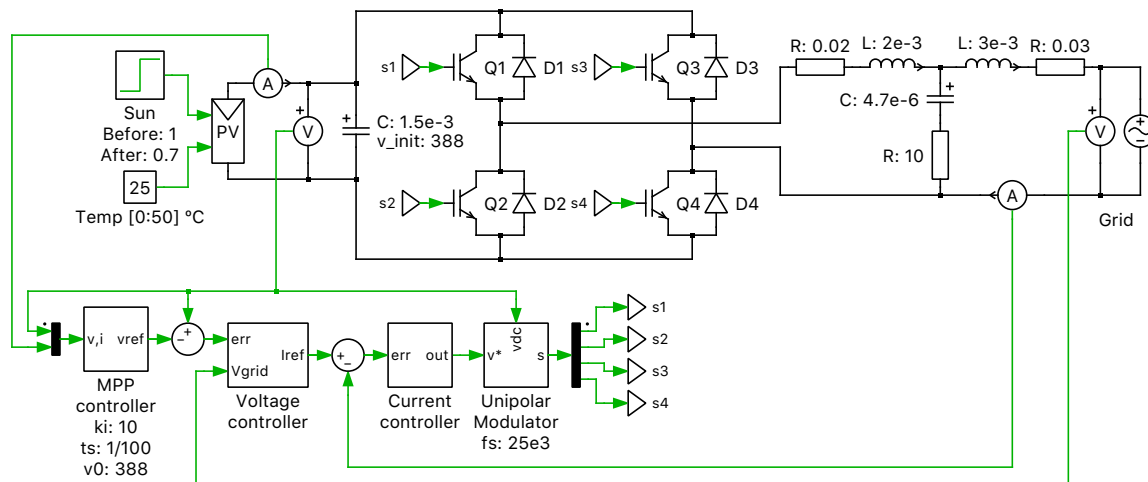 A
Sun
Before: 1
After: 0.7
PV
+
V
25
Temp [0:50] °C
+
C: 1.5e-3
v_init: 388
s1
Q1
D1
s3
Q3
D3
s2
Q2
D2
s4
Q4
D4
R: 0.02
L: 2e-3
L: 3e-3
R: 0.03
+
C: 4.7e-6
R: 10
+
V
+
A
Grid
v,i
vref
MPP
controller
ki: 10
ts: 1/100
v0: 388
−
+
err
Vgrid
Iref
Voltage
controller
+
−
err
out
Current
controller
vdc
v*
s
Unipolar
Modulator
fs: 25e3
s1
s2
s3
s4